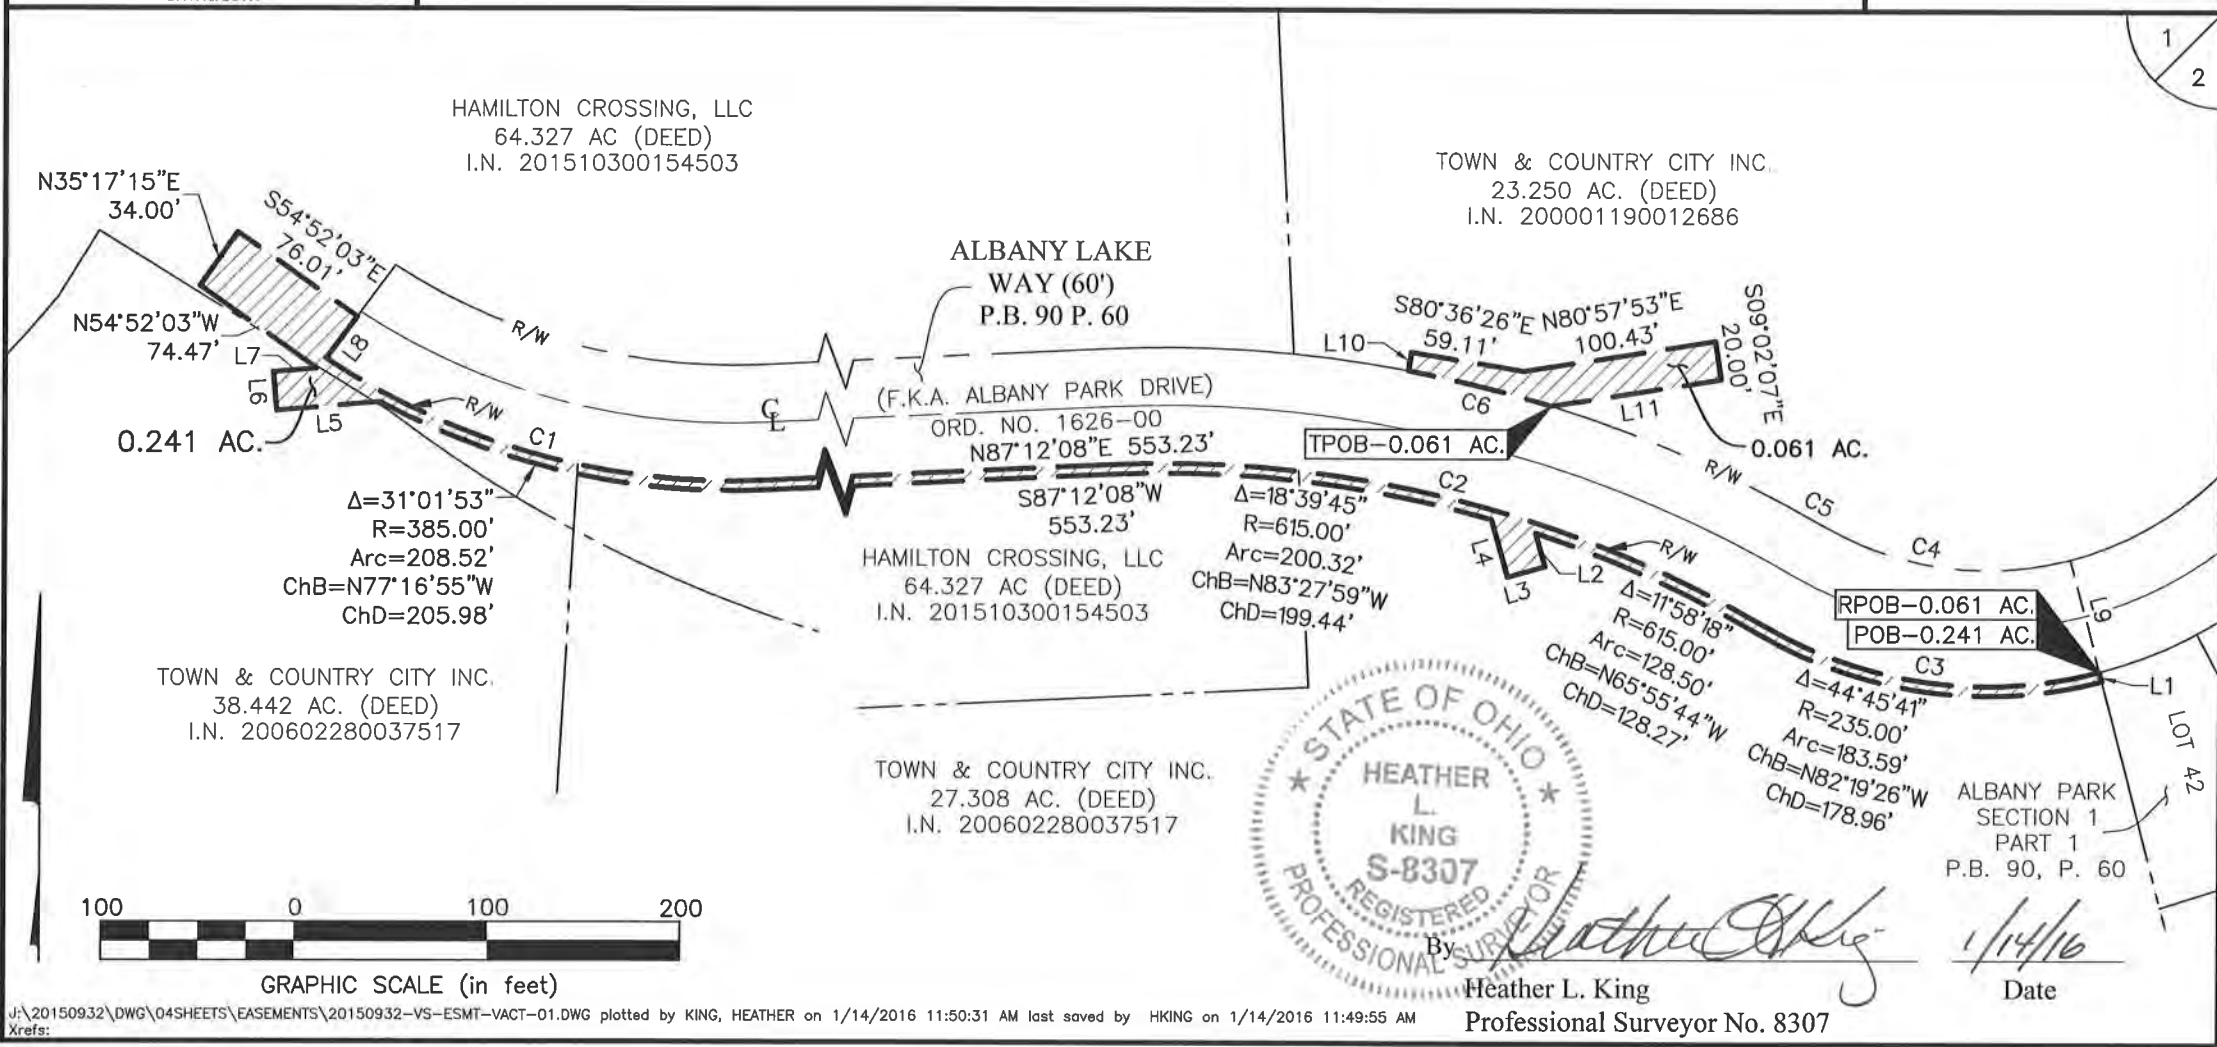 1
2
HAMILTON CROSSING, LLC
64.327 AC (DEED)
I.N. 201510300154503
TOWN & COUNTRY CITY INC.
23.250 AC. (DEED)
I.N. 200001190012686
N35°17'15"E
34.00'
S54°52'03"E
76.01'
ALBANY LAKE
WAY (60')
P.B. 90 P. 60
R/W
N54°52'03"W
74.47'
L7
L8
L6
L5
0.241 AC.
R/W
C1
CL
(F.K.A. ALBANY PARK DRIVE)
ORD. NO. 1626-00
N87°12'08"E 553.23'
S87°12'08"W
553.23'
L10
S80°36'26"E
59.11'
N80°57'53"E
100.43'
S09°02'07"E
20.00'
C6
L11
TPOB-0.061 AC.
0.061 AC.
R/W
C5
C4
C2
R/W
L4
L3
L2
Δ=31°01'53"
R=385.00'
Arc=208.52'
ChB=N77°16'55"W
ChD=205.98'
HAMILTON CROSSING, LLC
64.327 AC (DEED)
I.N. 201510300154503
Δ=18°39'45"
R=615.00'
Arc=200.32'
ChB=N83°27'59"W
ChD=199.44'
Δ=11°58'18"
R=615.00'
Arc=128.50'
ChB=N65°55'44"W
ChD=128.27'
RPOB-0.061 AC.
POB-0.241 AC.
L9
C3
L1
Δ=44°45'41"
R=235.00'
Arc=183.59'
ChB=N82°19'26"W
ChD=178.96'
LOT 42
TOWN & COUNTRY CITY INC.
38.442 AC. (DEED)
I.N. 200602280037517
TOWN & COUNTRY CITY INC.
27.308 AC. (DEED)
I.N. 200602280037517
ALBANY PARK
SECTION 1
PART 1
P.B. 90, P. 60
STATE OF OHIO
HEATHER
L.
KING
S-8307
REGISTERED
PROFESSIONAL SURVEYOR
100 0 100 200
GRAPHIC SCALE (in feet)
By Heather L King
1/14/16
Heather L. King
Date
Professional Surveyor No. 8307
J:\20150932\DWG\04SHEETS\EASEMENTS\20150932-VS-ESMT-VACT-01.DWG plotted by KING, HEATHER on 1/14/2016 11:50:31 AM last saved by HKING on 1/14/2016 11:49:55 AM
Xrefs: